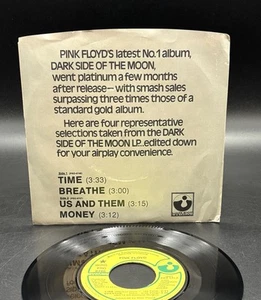 PINK FLOYD'S latest No.1 album,
DARK SIDE OF THE MOON,
went platinum a few months
after release—with smash sales
surpassing three times those of a
standard gold album.
Here are four representative
selections taken from the DARK
SIDE OF THE MOON LP...edited down
for your airplay convenience.
TIME (3:33)
BREATHE (3:00)
US AND THEM (3:15)
MONEY (3:12)
PINK FLOYD